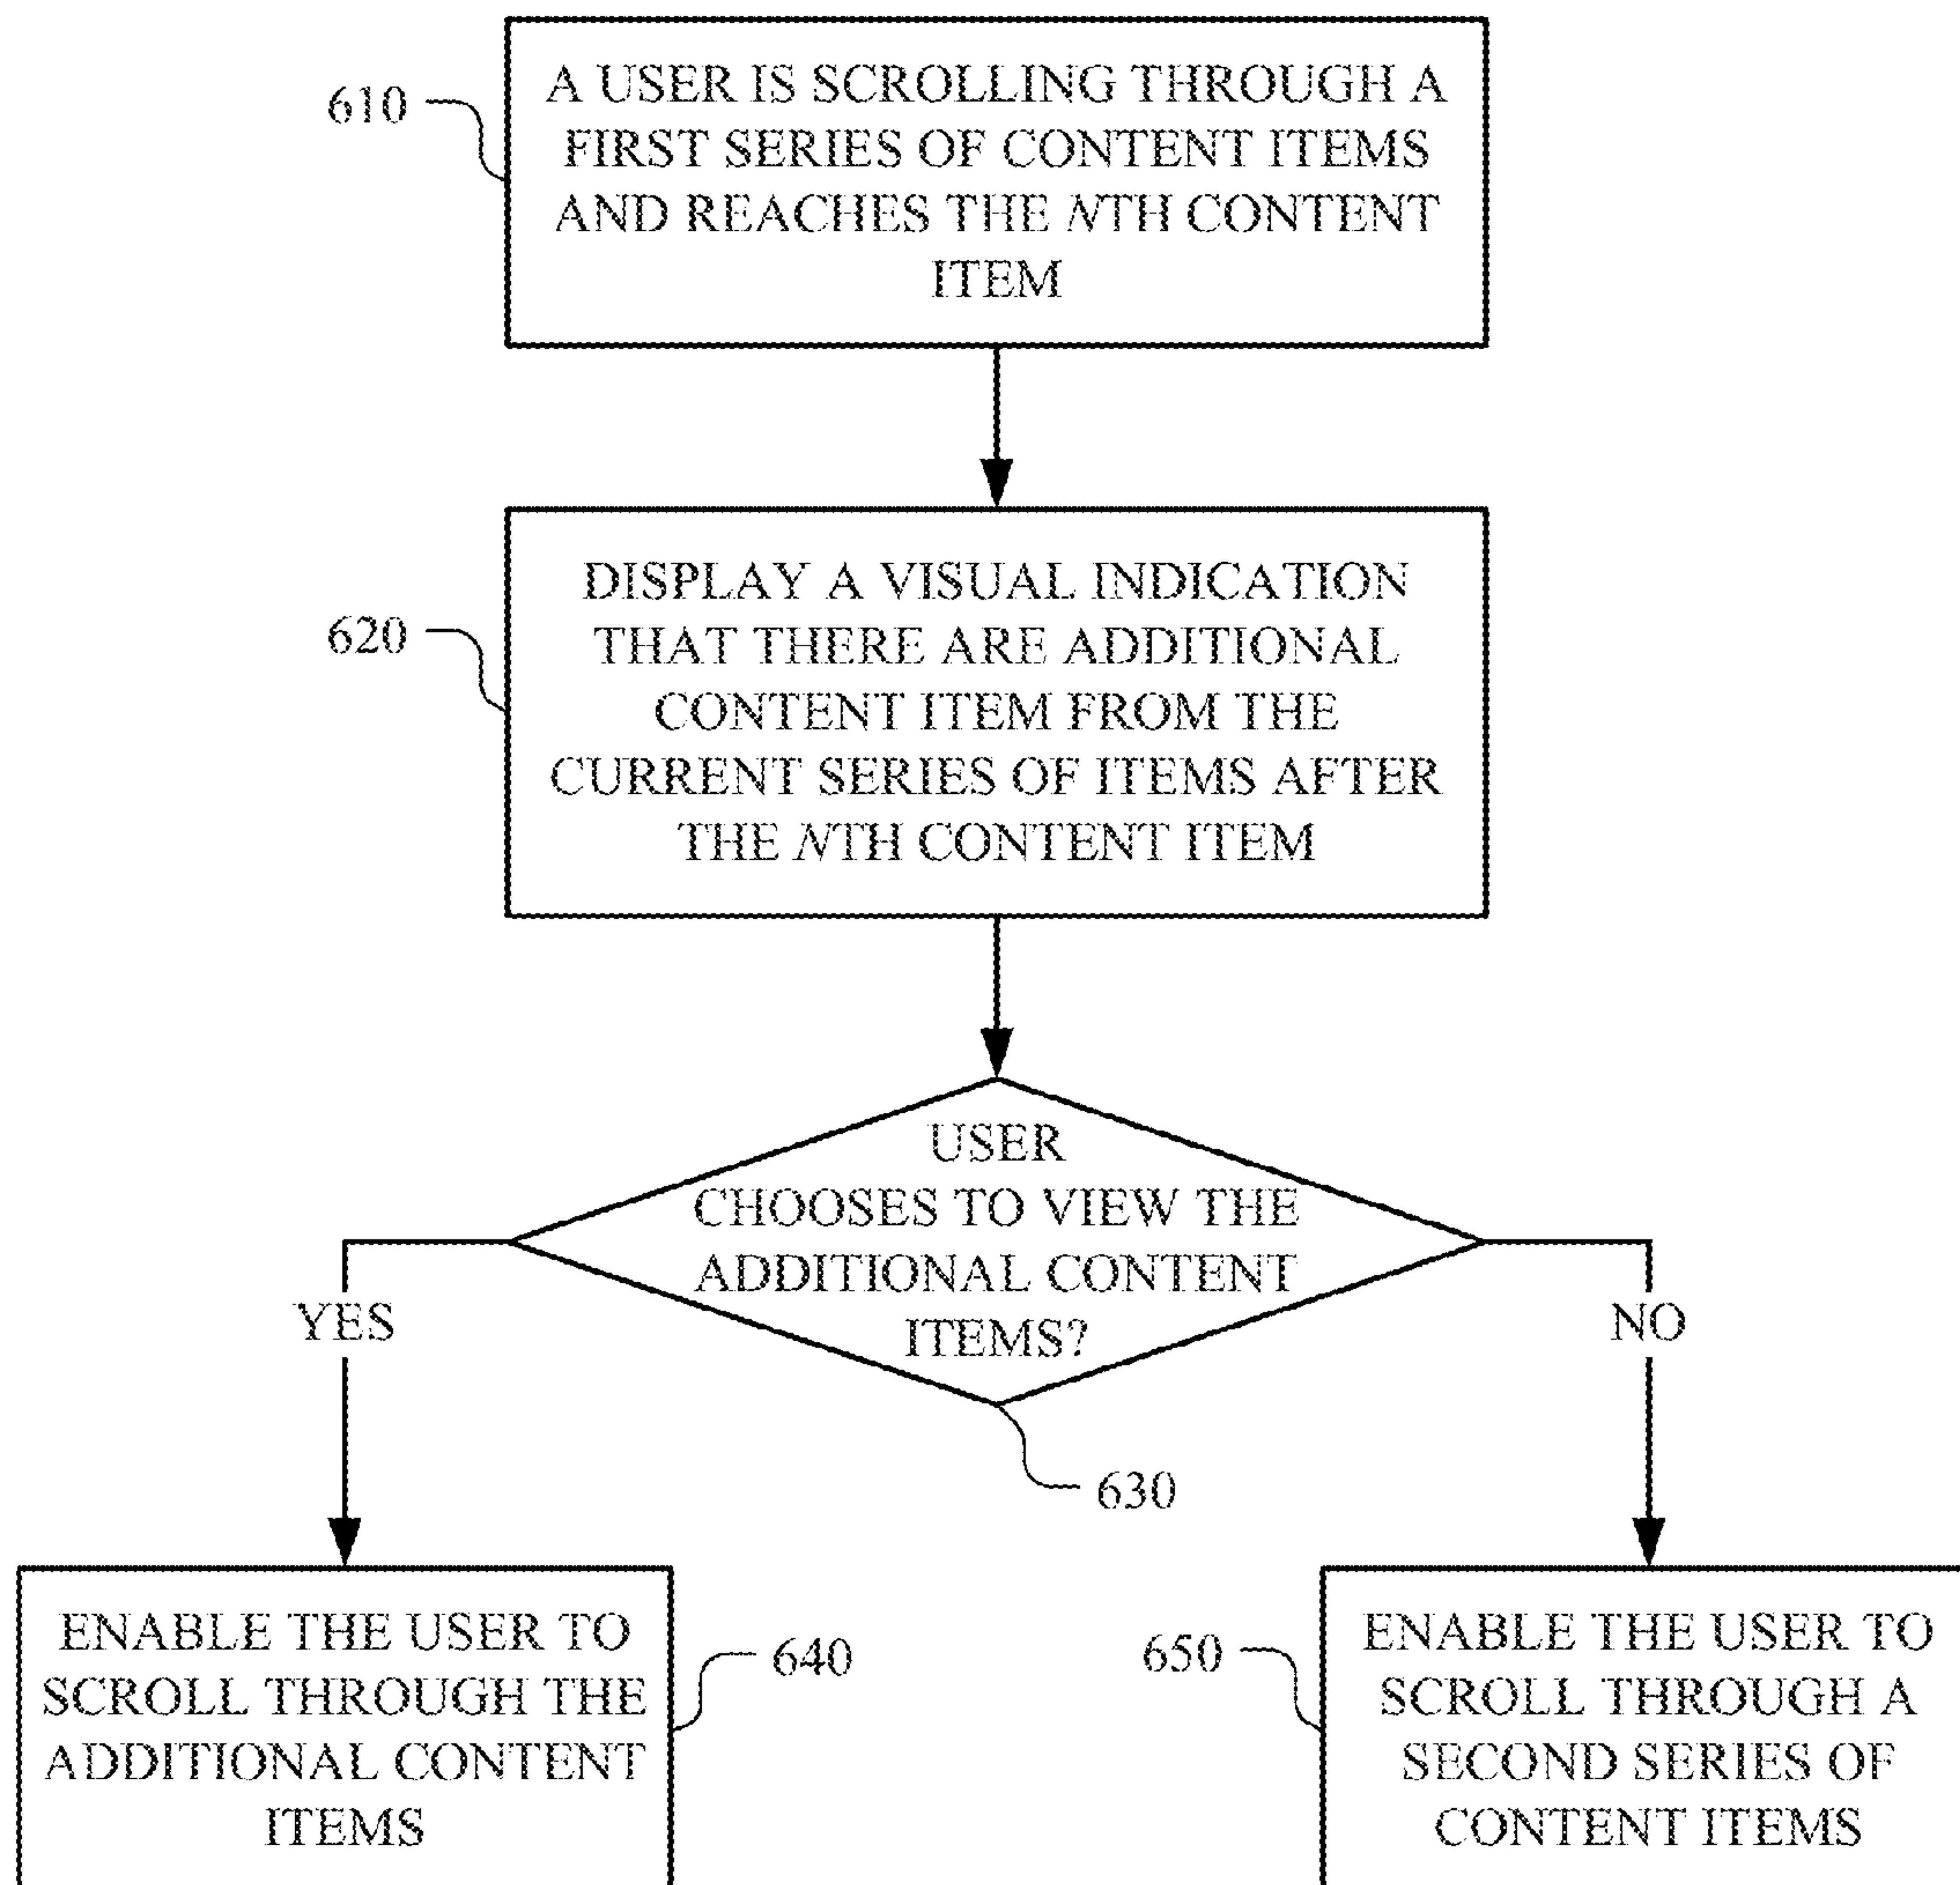 610
A USER IS SCROLLING THROUGH A
FIRST SERIES OF CONTENT ITEMS
AND REACHES THE NTH CONTENT
ITEM
620
DISPLAY A VISUAL INDICATION
THAT THERE ARE ADDITIONAL
CONTENT ITEM FROM THE
CURRENT SERIES OF ITEMS AFTER
THE NTH CONTENT ITEM
USER
CHOOSES TO VIEW THE
ADDITIONAL CONTENT
ITEMS?
YES
NO
630
ENABLE THE USER TO
SCROLL THROUGH THE
ADDITIONAL CONTENT
ITEMS
640
650
ENABLE THE USER TO
SCROLL THROUGH A
SECOND SERIES OF
CONTENT ITEMS